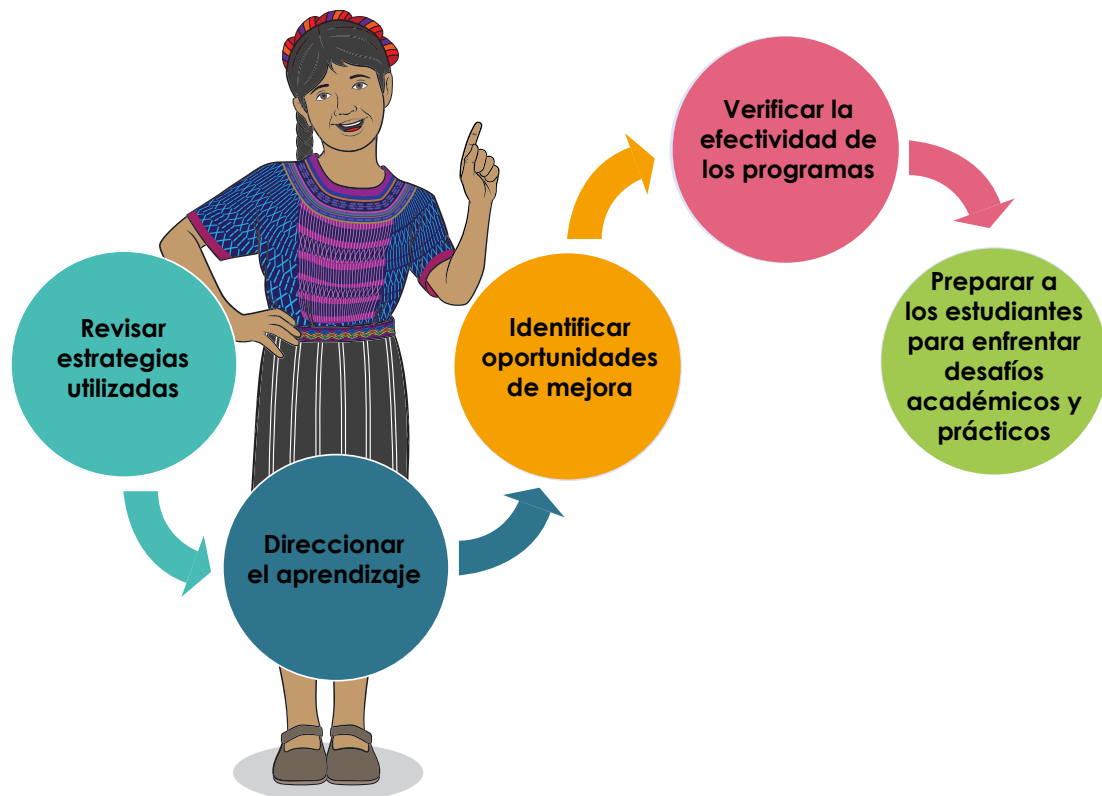 Revisar
estrategias
utilizadas
Direccionar
el aprendizaje
Identificar
oportunidades
de mejora
Verificar la
efectividad de
los programas
Preparar a
los estudiantes
para enfrentar
desafíos
académicos y
prácticos